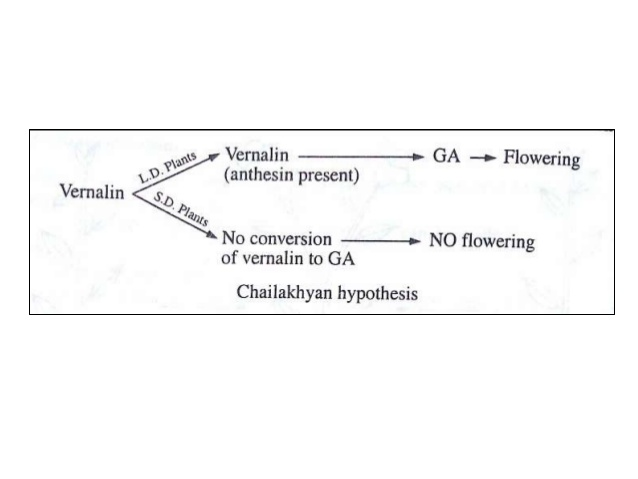 L.D. Plants
Vernalin
GA
Flowering
(anthesin present)
Vernalin
S.D. Plants
No conversion
NO flowering
of vernalin to GA
Chailakhyan hypothesis